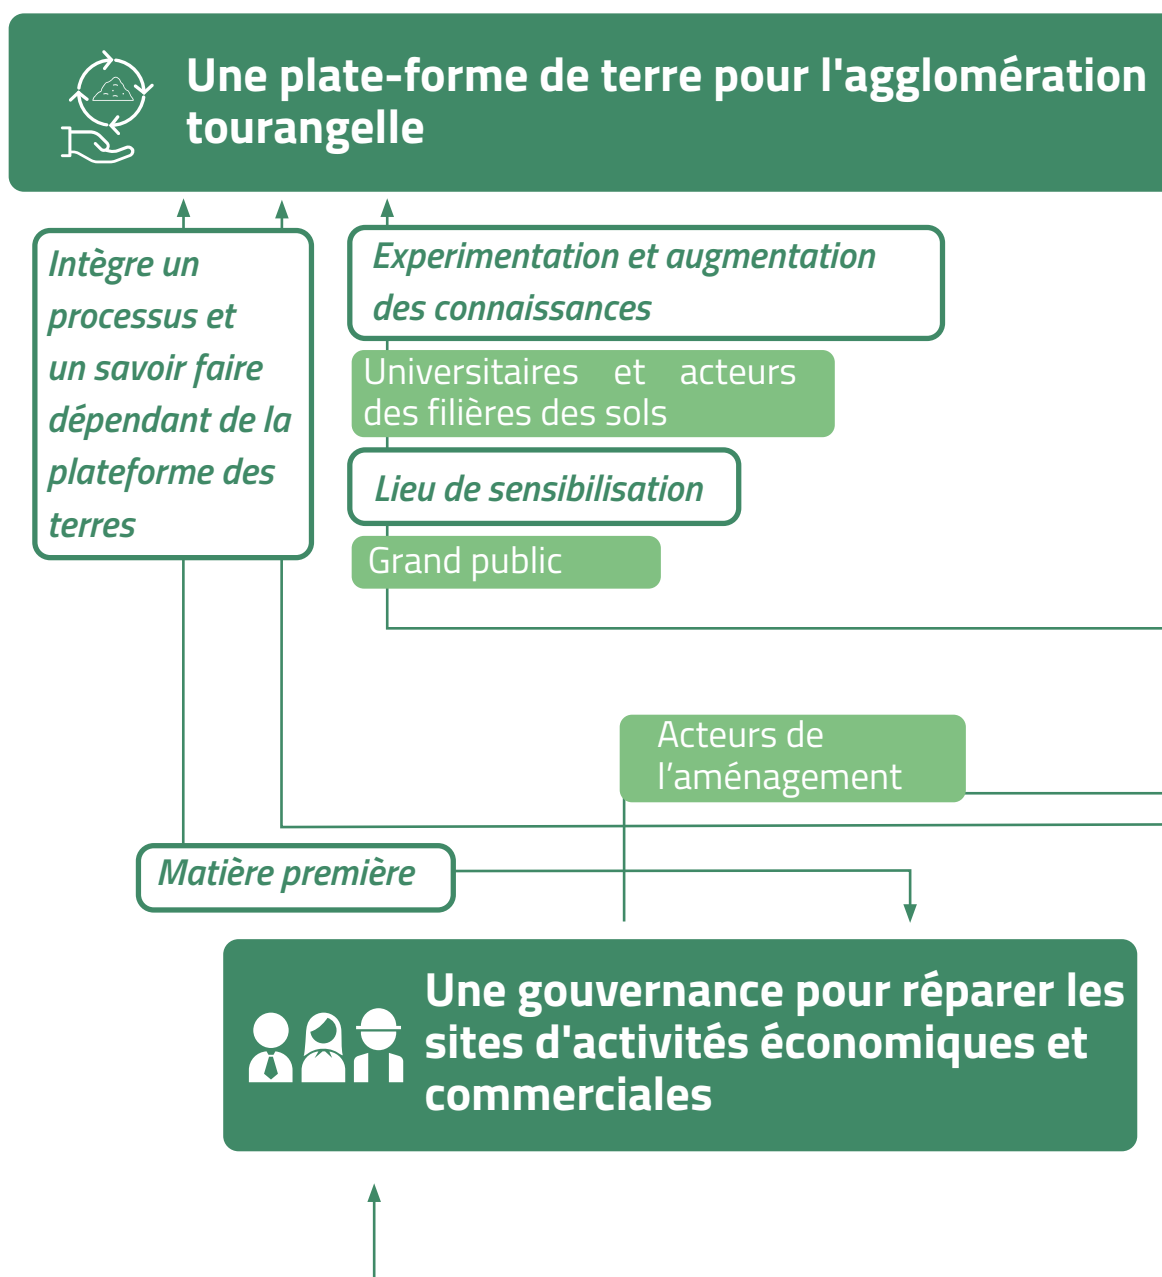 Une plate-forme de terre pour l'agglomération
tourangelle
Intègre un
processus et
un savoir faire
dépendant de la
plateforme des
terres
Experimentation et augmentation
des connaissances
Universitaires et acteurs
des filières des sols
Lieu de sensibilisation
Grand public
Acteurs de
l’aménagement
Matière première
Une gouvernance pour réparer les
sites d'activités économiques et
commerciales